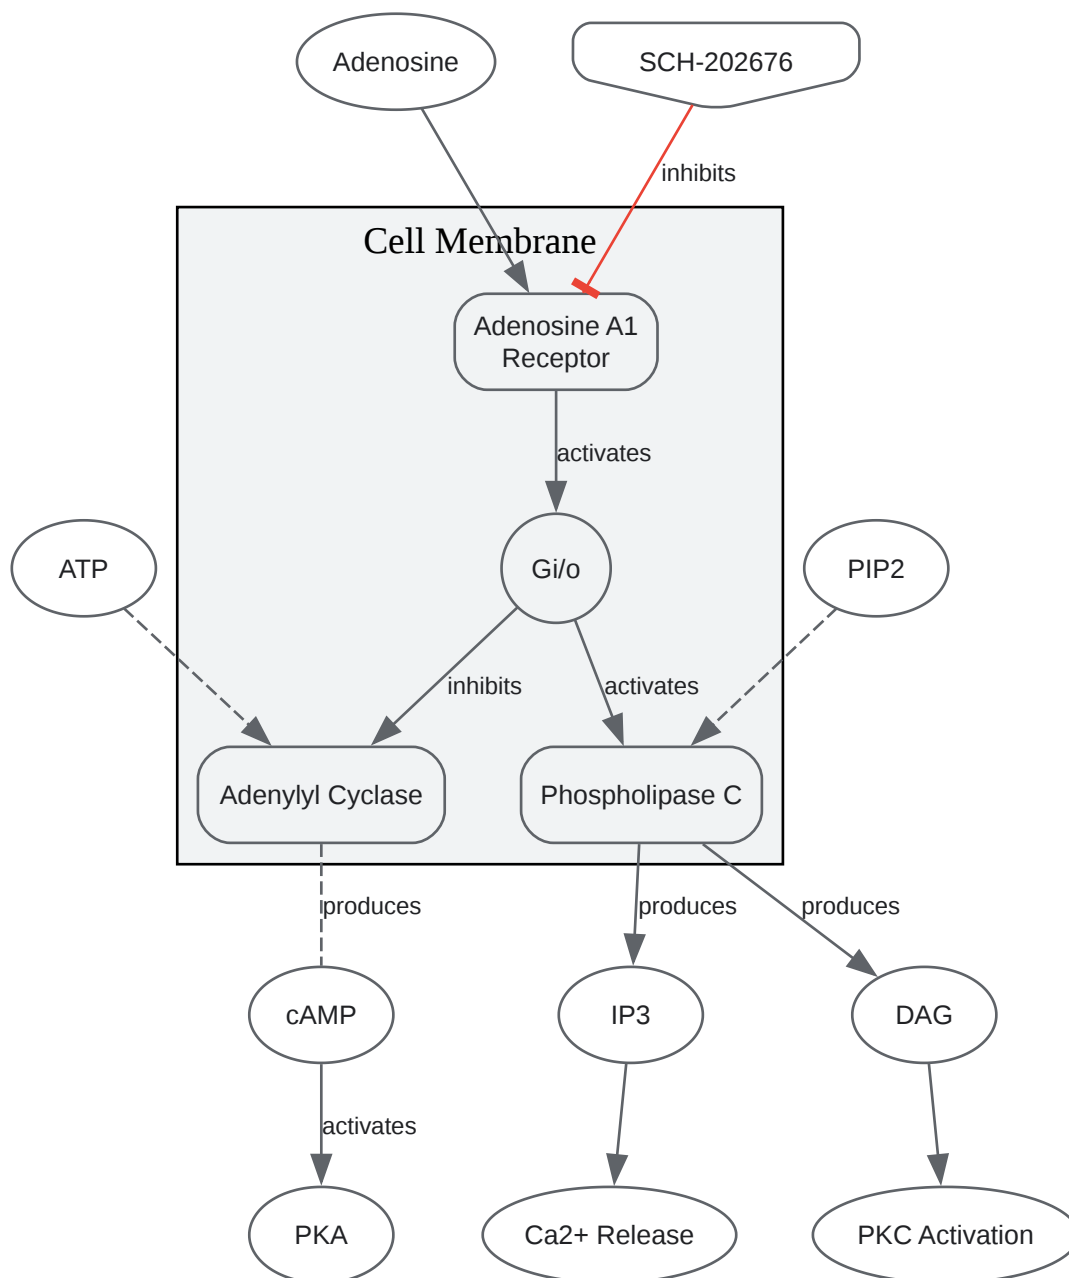 Adenosine
SCH-202676
inhibits
Cell Membrane
Adenosine A1
Receptor
activates
ATP
Gi/o
PIP2
inhibits
activates
Adenylyl Cyclase
Phospholipase C
produces
produces
produces
cAMP
IP3
DAG
activates
PKA
Ca2+ Release
PKC Activation